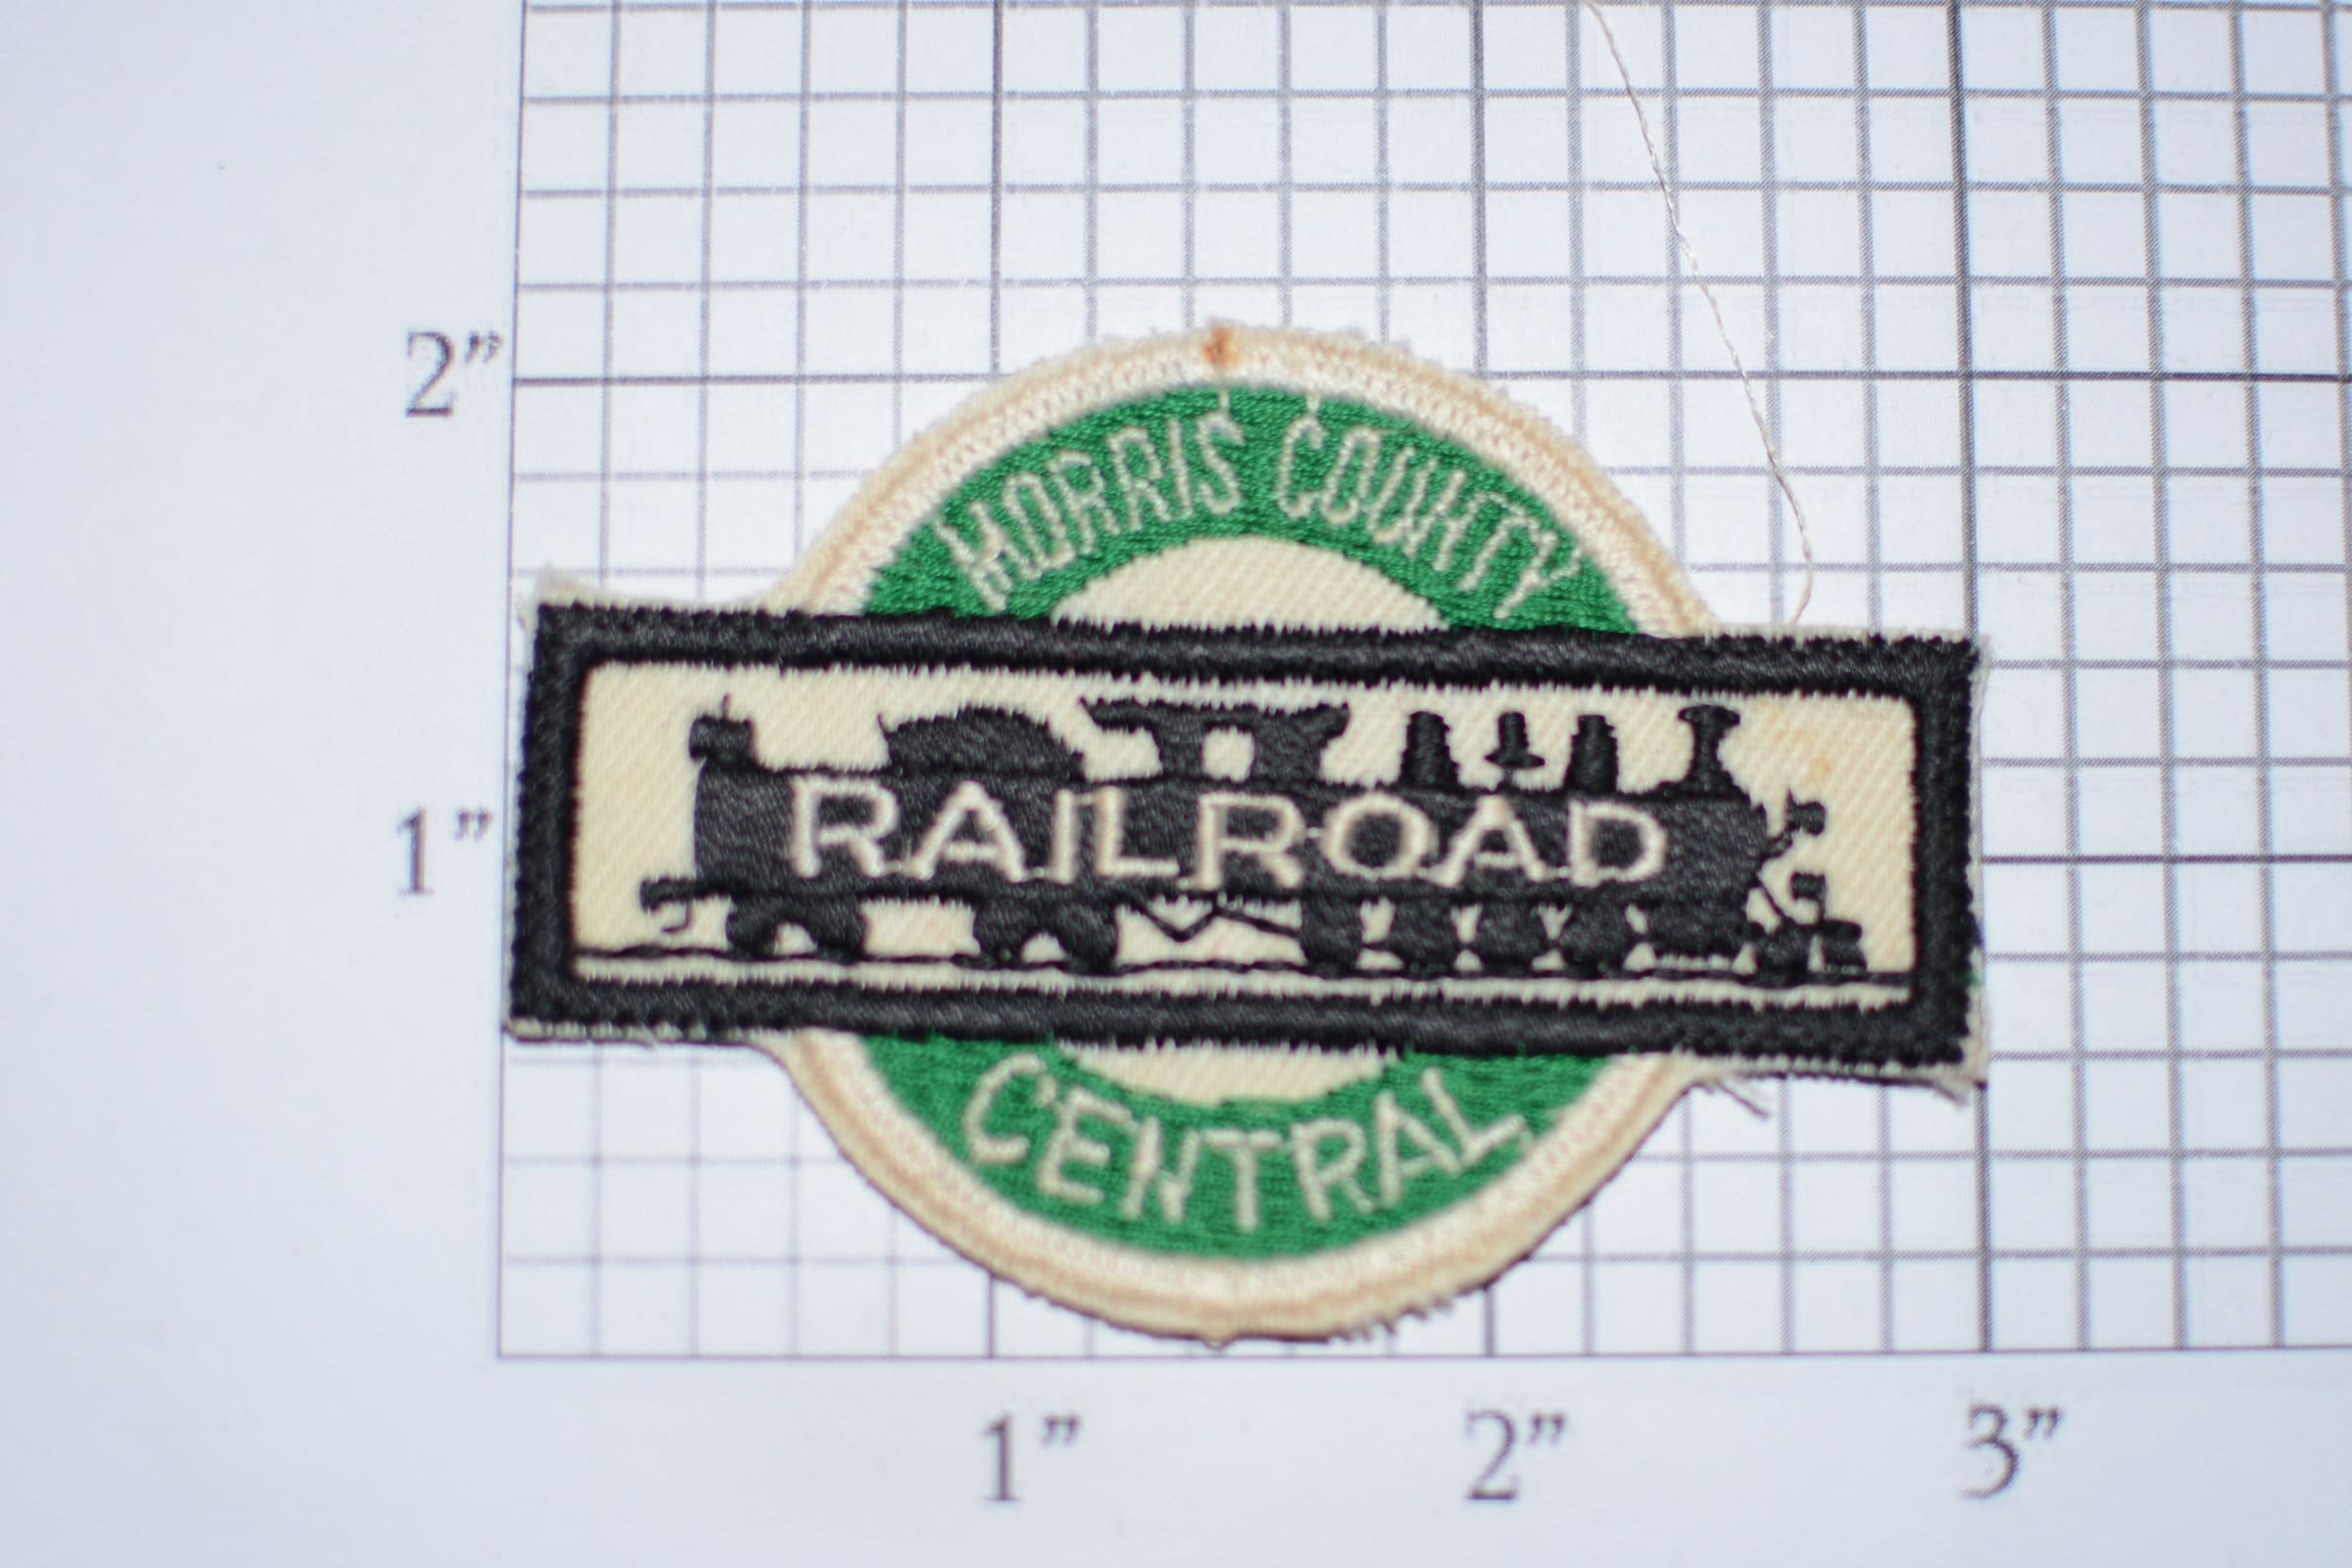 2”
MORRIS COUNTY
1”
RAILROAD
CENTRAL
1” 2” 3”